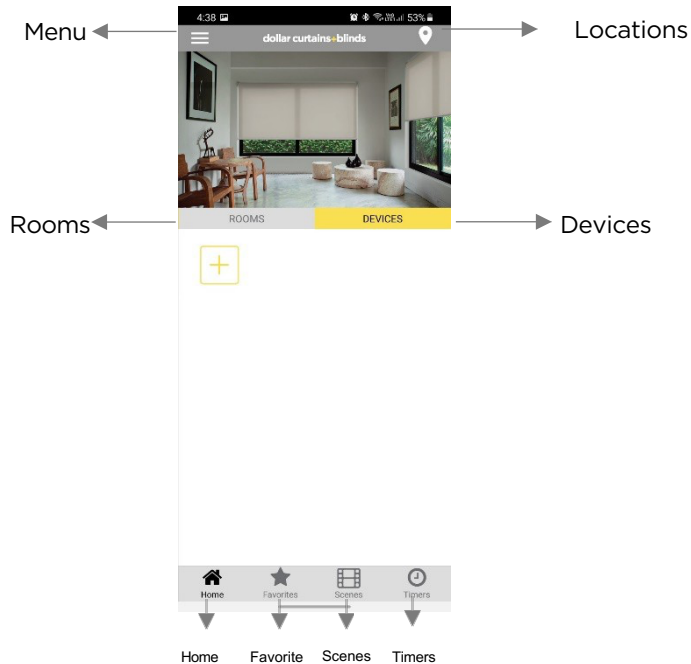 4:38 53%
Menu
dollar curtains+blinds
Locations
Rooms
ROOMS
DEVICES
Devices
Home Favorites Scenes Timers
Home Favorite Scenes Timers